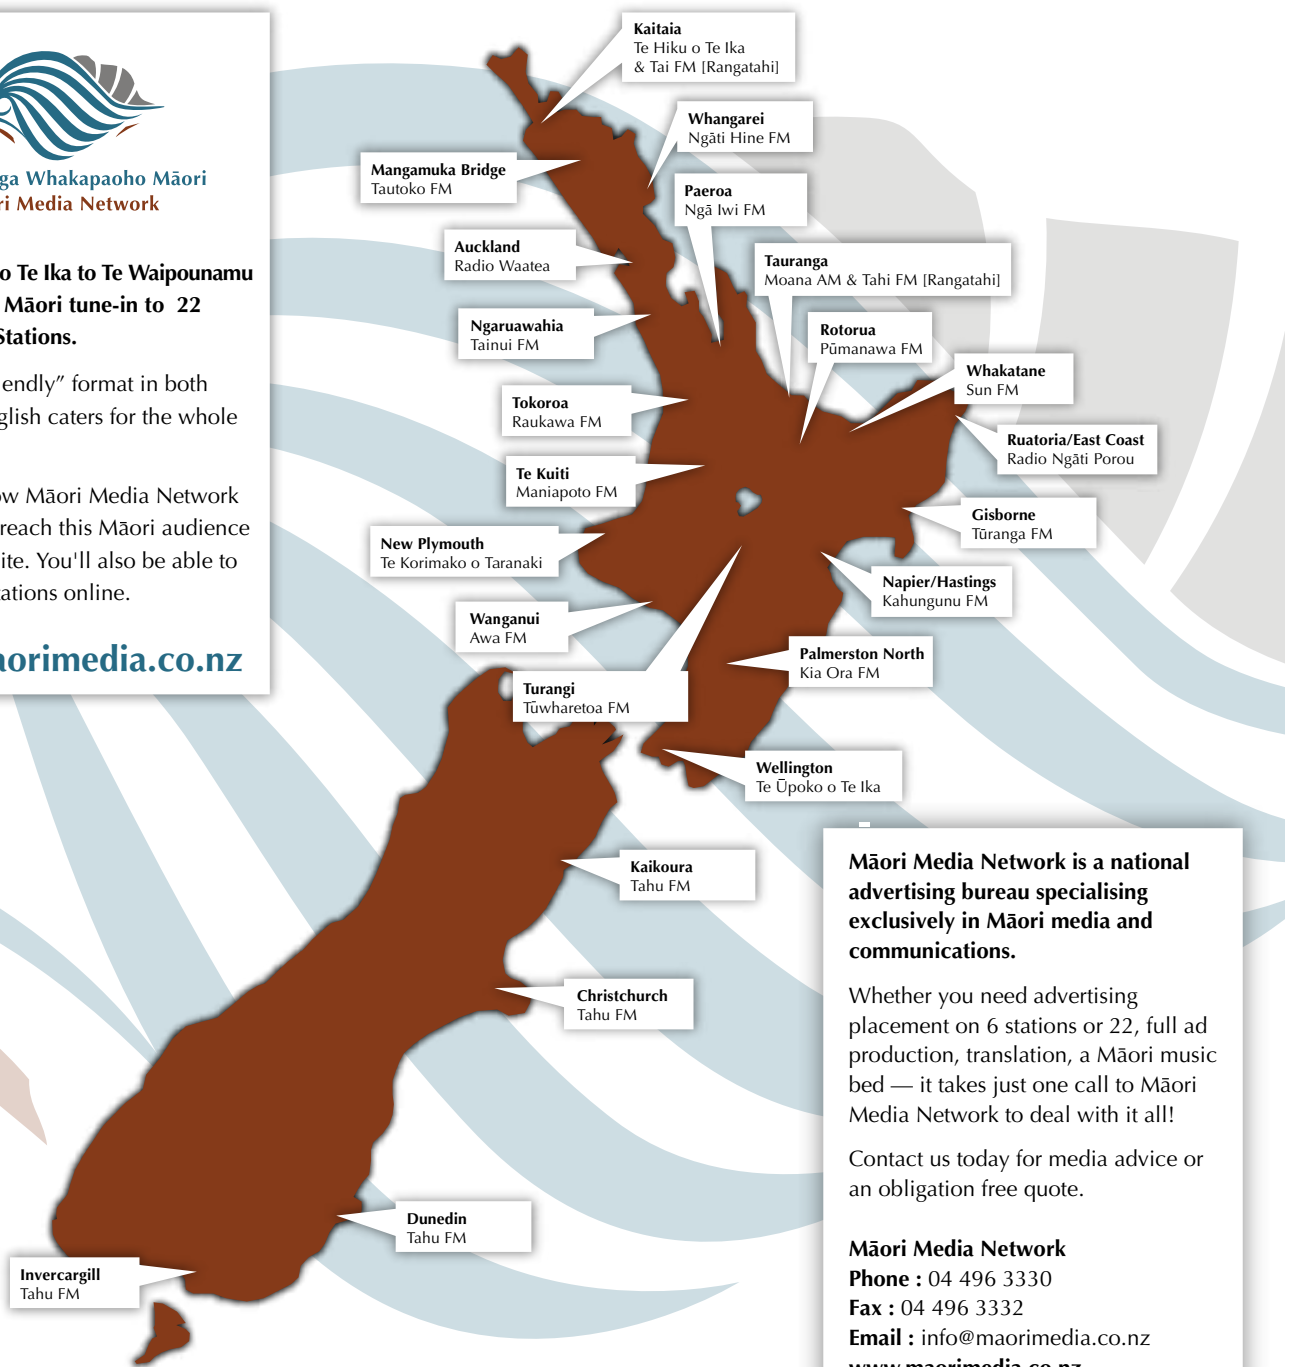 ga Whakapaoho Māori
ri Media Network
o Te Ika to Te Waipounamu
Māori tune-in to 22
Stations.
endly” format in both
glish caters for the whole
ow Māori Media Network
reach this Māori audience
ite. You'll also be able to
ations online.
aorimedia.co.nz
Kaitaia
Te Hiku o Te Ika
& Tai FM [Rangatahi]
Whangarei
Ngāti Hine FM
Mangamuka Bridge
Tautoko FM
Paeroa
Ngā Iwi FM
Auckland
Radio Waatea
Tauranga
Moana AM & Tahi FM [Rangatahi]
Ngaruawahia
Tainui FM
Rotorua
Pūmanawa FM
Whakatane
Sun FM
Tokoroa
Raukawa FM
Ruatoria/East Coast
Radio Ngāti Porou
Te Kuiti
Maniapoto FM
Gisborne
Tūranga FM
New Plymouth
Te Korimako o Taranaki
Napier/Hastings
Kahungunu FM
Wanganui
Awa FM
Palmerston North
Kia Ora FM
Turangi
Tūwharetoa FM
Wellington
Te Ūpoko o Te Ika
Kaikoura
Tahu FM
Christchurch
Tahu FM
Dunedin
Tahu FM
Invercargill
Tahu FM
Māori Media Network is a national
advertising bureau specialising
exclusively in Māori media and
communications.
Whether you need advertising
placement on 6 stations or 22, full ad
production, translation, a Māori music
bed — it takes just one call to Māori
Media Network to deal with it all!
Contact us today for media advice or
an obligation free quote.
Māori Media Network
Phone : 04 496 3330
Fax : 04 496 3332
Email : info@maorimedia.co.nz
www.maorimedia.co.nz